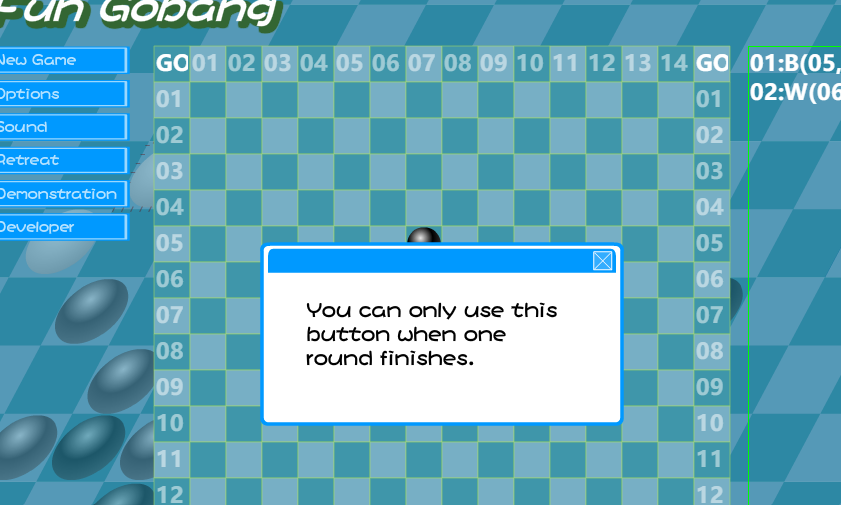 Fun Gobang
New Game
Options
Sound
Retreat
Demonstration
Developer
GO 01 02 03 04 05 06 07 08 09 10 11 12 13 14 GO
01 01
02 02
03 03
04 04
05 05
06 06
07 07
08 08
09 09
10 10
11 11
12 12
You can only use this
button when one
round finishes.
01:B(05,
02:W(06